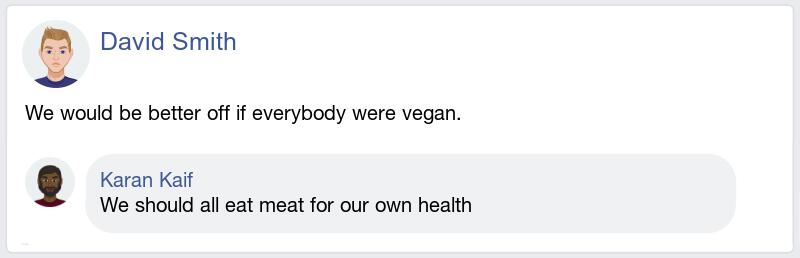 David Smith
We would be better off if everybody were vegan.
Karan Kaif
We should all eat meat for our own health